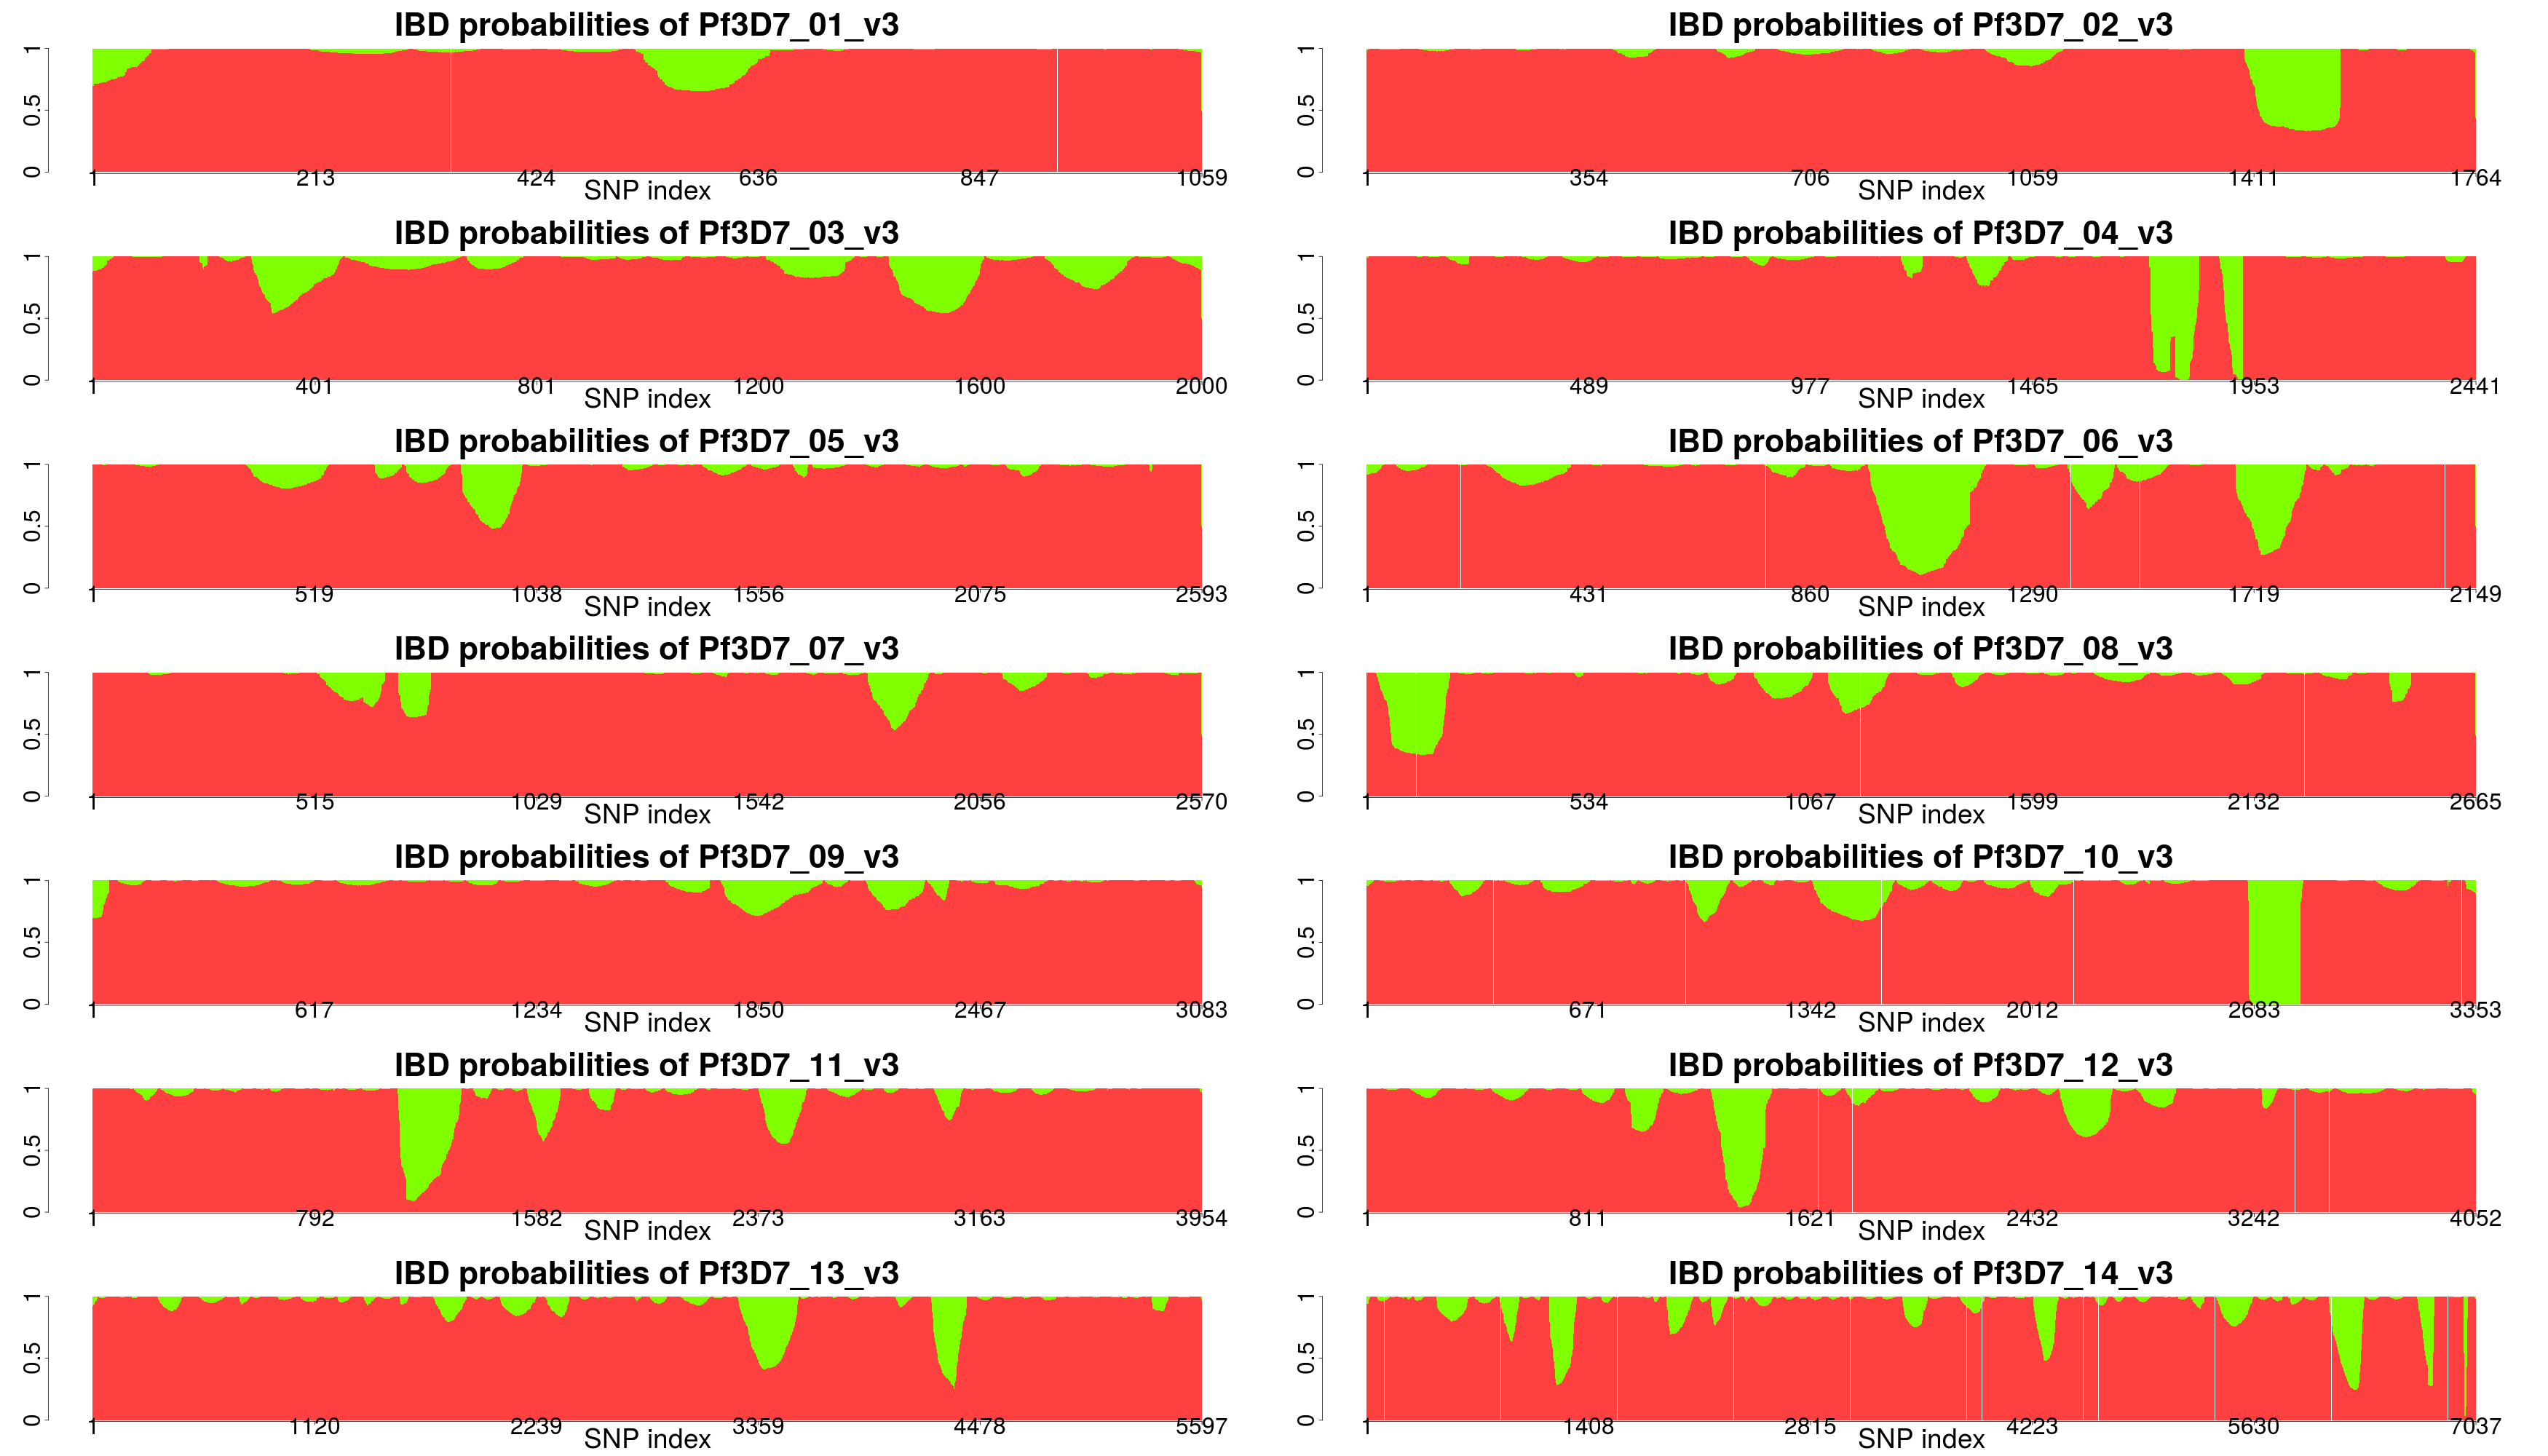 IBD probabilities of Pf3D7_01_v3
0 0.5 1
1 213 424 636 847 1059
SNP index
IBD probabilities of Pf3D7_02_v3
0 0.5 1
1 354 706 1059 1411 1764
SNP index
IBD probabilities of Pf3D7_03_v3
0 0.5 1
1 401 801 1200 1600 2000
SNP index
IBD probabilities of Pf3D7_04_v3
0 0.5 1
1 489 977 1465 1953 2441
SNP index
IBD probabilities of Pf3D7_05_v3
0 0.5 1
1 519 1038 1556 2075 2593
SNP index
IBD probabilities of Pf3D7_06_v3
0 0.5 1
1 431 860 1290 1719 2149
SNP index
IBD probabilities of Pf3D7_07_v3
0 0.5 1
1 515 1029 1542 2056 2570
SNP index
IBD probabilities of Pf3D7_08_v3
0 0.5 1
1 534 1067 1599 2132 2665
SNP index
IBD probabilities of Pf3D7_09_v3
0 0.5 1
1 617 1234 1850 2467 3083
SNP index
IBD probabilities of Pf3D7_10_v3
0 0.5 1
1 671 1342 2012 2683 3353
SNP index
IBD probabilities of Pf3D7_11_v3
0 0.5 1
1 792 1582 2373 3163 3954
SNP index
IBD probabilities of Pf3D7_12_v3
0 0.5 1
1 811 1621 2432 3242 4052
SNP index
IBD probabilities of Pf3D7_13_v3
0 0.5 1
1 1120 2239 3359 4478 5597
SNP index
IBD probabilities of Pf3D7_14_v3
0 0.5 1
1 1408 2815 4223 5630 7037
SNP index